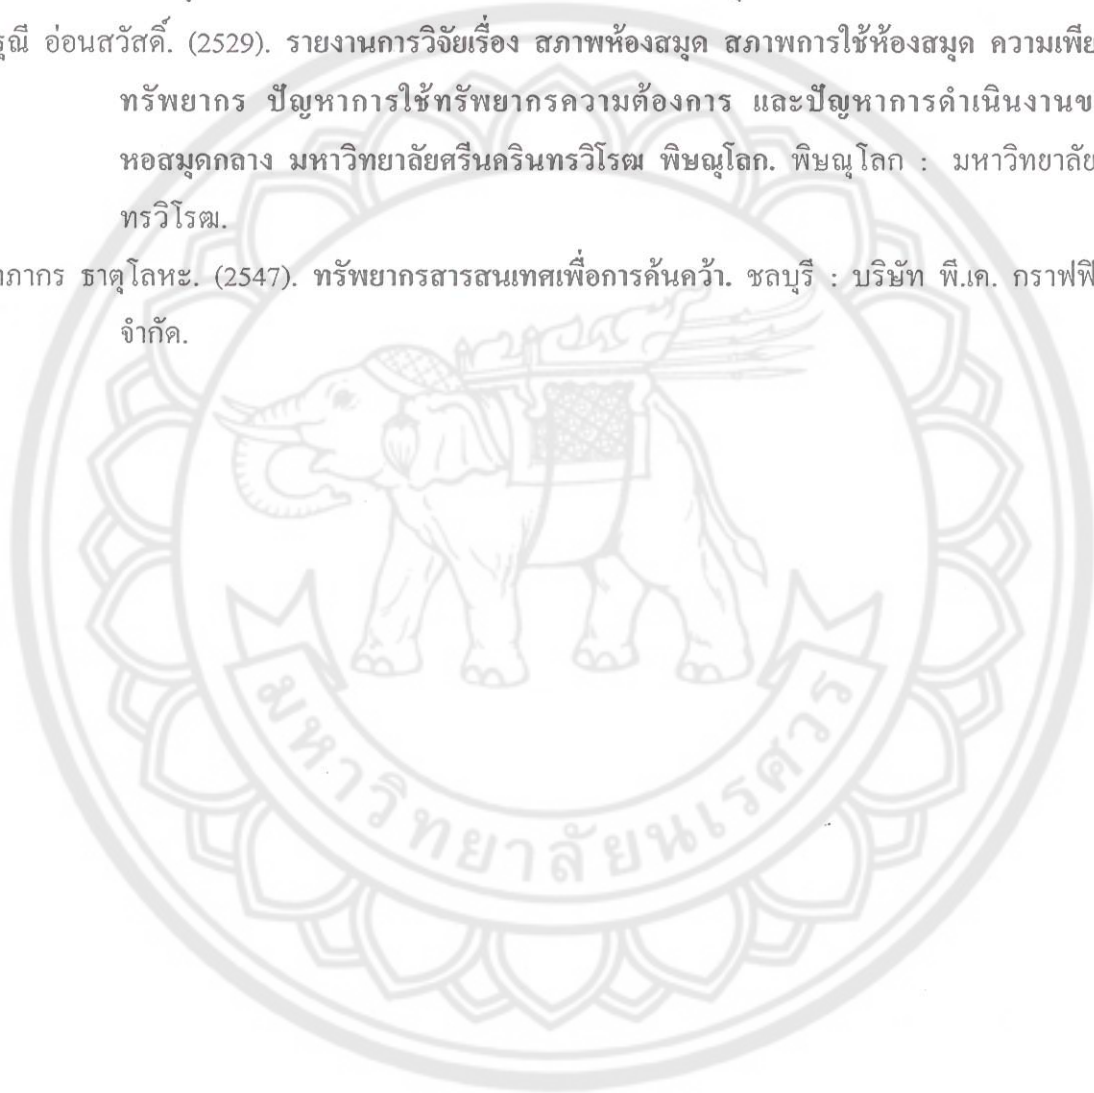 รุณี อ่อนสวัสดิ์. (2529). รายงานการวิจัยเรื่อง สภาพห้องสมุด สภาพการใช้ห้องสมุด ความเพีย
ทรัพยากร ปัญหาการใช้ทรัพยากรความต้องการ และปัญหาการดำเนินงานข
หอสมุดกลาง มหาวิทยาลัยศรีนครินทรวิโรฒ พิษณุโลก. พิษณุโลก : มหาวิทยาลัย
ทรวิโรฒ.
าภากร ธาตุโลหะ. (2547). ทรัพยากรสารสนเทศเพื่อการค้นคว้า. ชลบุรี : บริษัท พี.เค. กราฟฟิ
จำกัด.
มหาวิทยาลัยนเรศวร